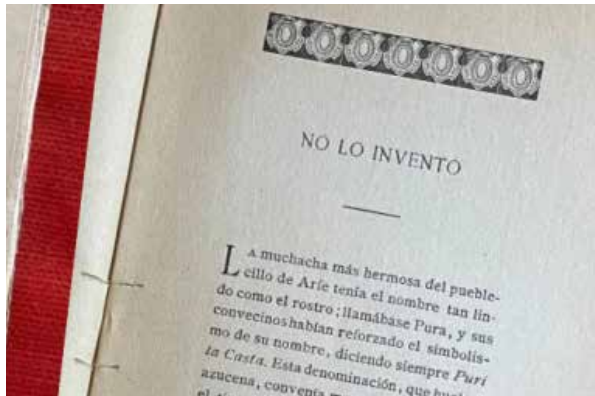 NO LO INVENTO
LA muchacha más hermosa del pueble-
cillo de Aríe tenía el nombre tan lin-
do como el rostro; llamábase Pura, y sus
convecinos habían reforzado el simbolis-
mo de su nombre, diciendo siempre Puri
la Casta. Esta denominación, que
azucena, convenía